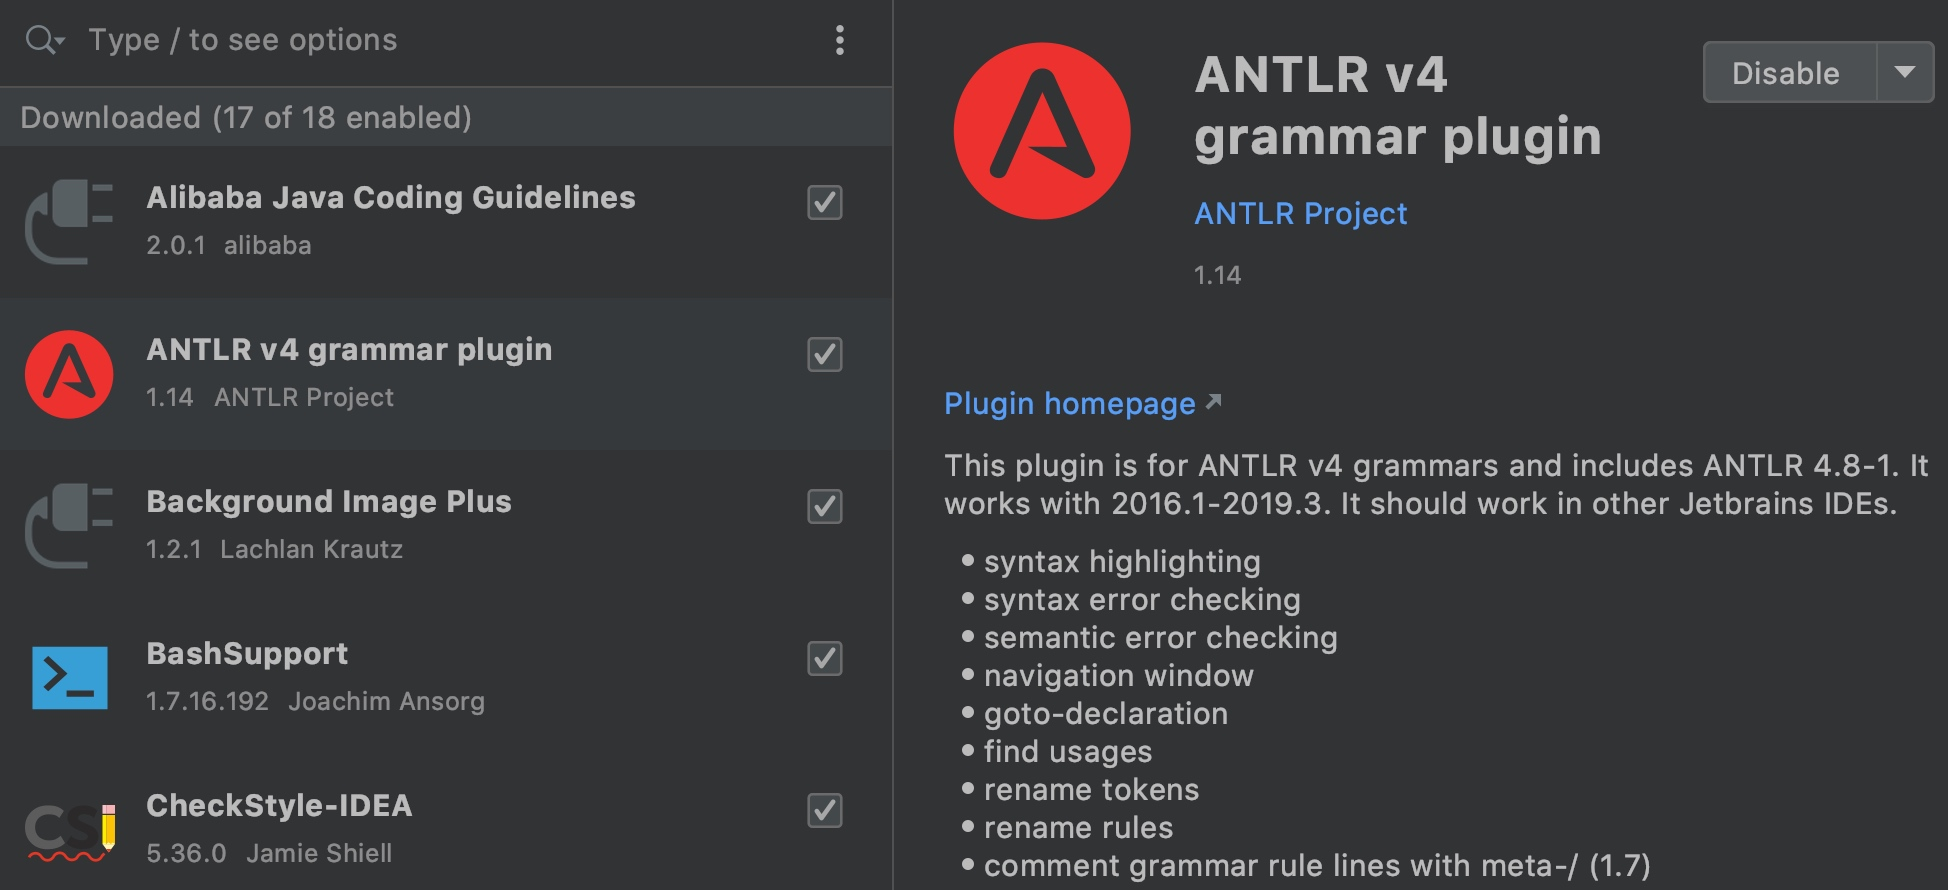 Type / to see options
Downloaded (17 of 18 enabled)
Alibaba Java Coding Guidelines
2.0.1 alibaba
ANTLR v4 grammar plugin
1.14 ANTLR Project
Background Image Plus
1.2.1 Lachlan Krautz
BashSupport
1.7.16.192 Joachim Ansorg
CS
CheckStyle-IDEA
5.36.0 Jamie Shiell
ANTLR v4
grammar plugin
Disable
ANTLR Project
1.14
Plugin homepage
This plugin is for ANTLR v4 grammars and includes ANTLR 4.8-1. It
works with 2016.1-2019.3. It should work in other Jetbrains IDEs.
• syntax highlighting
• syntax error checking
• semantic error checking
• navigation window
• goto-declaration
• find usages
• rename tokens
• rename rules
• comment grammar rule lines with meta-/ (1.7)